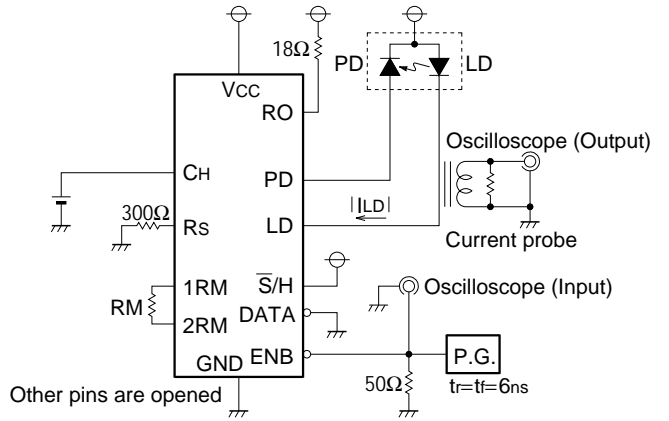 18Ω
PD
LD
VCC
RO
Oscilloscope (Output)
CH
PD
|ILD|
300Ω
RS
LD
Current probe
1RM
S̅/H
Oscilloscope (Input)
RM
DATA
2RM
ENB
P.G.
GND
50Ω
tr=tf=6ns
Other pins are opened